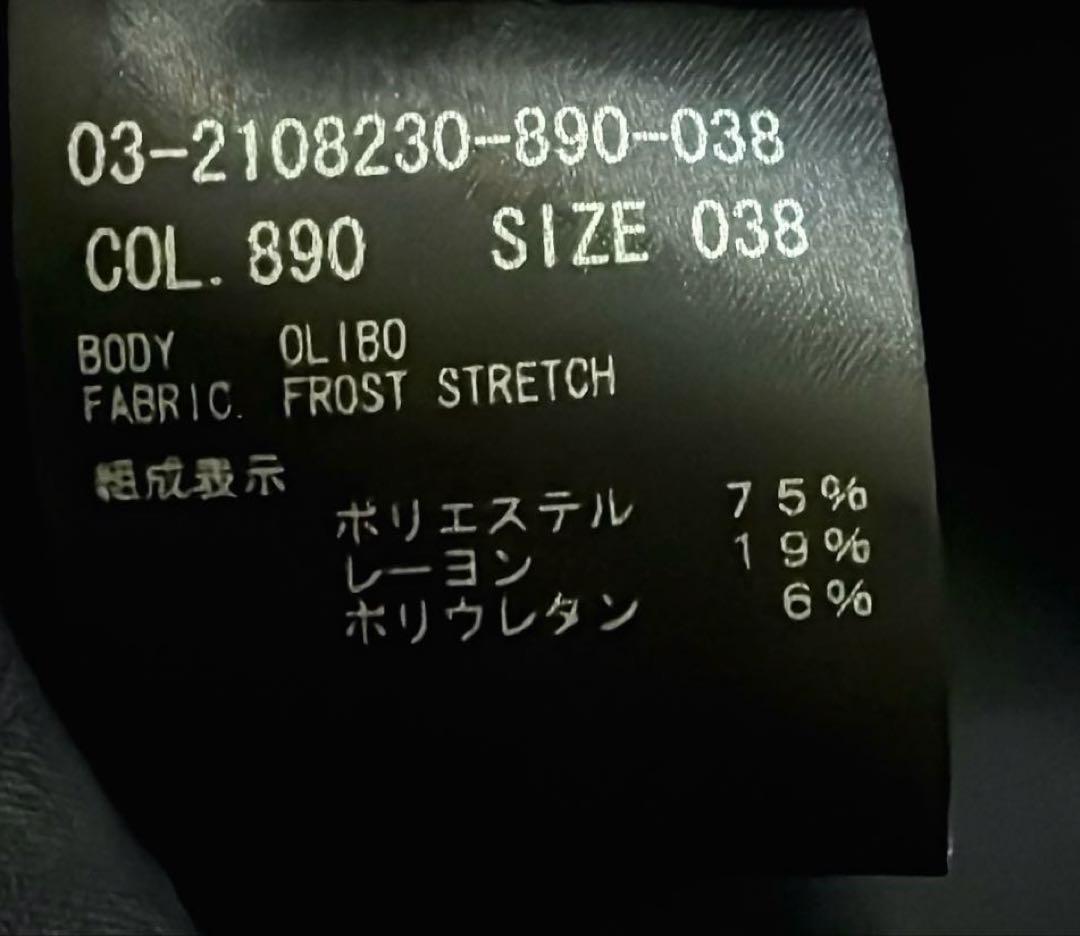 03-2108230-890-038
COL. 890 SIZE 038
BODY OLIBO
FABRIC. FROST STRETCH
組成表示
ポリエステル 75%
レーヨン 19%
ポリウレタン 6%